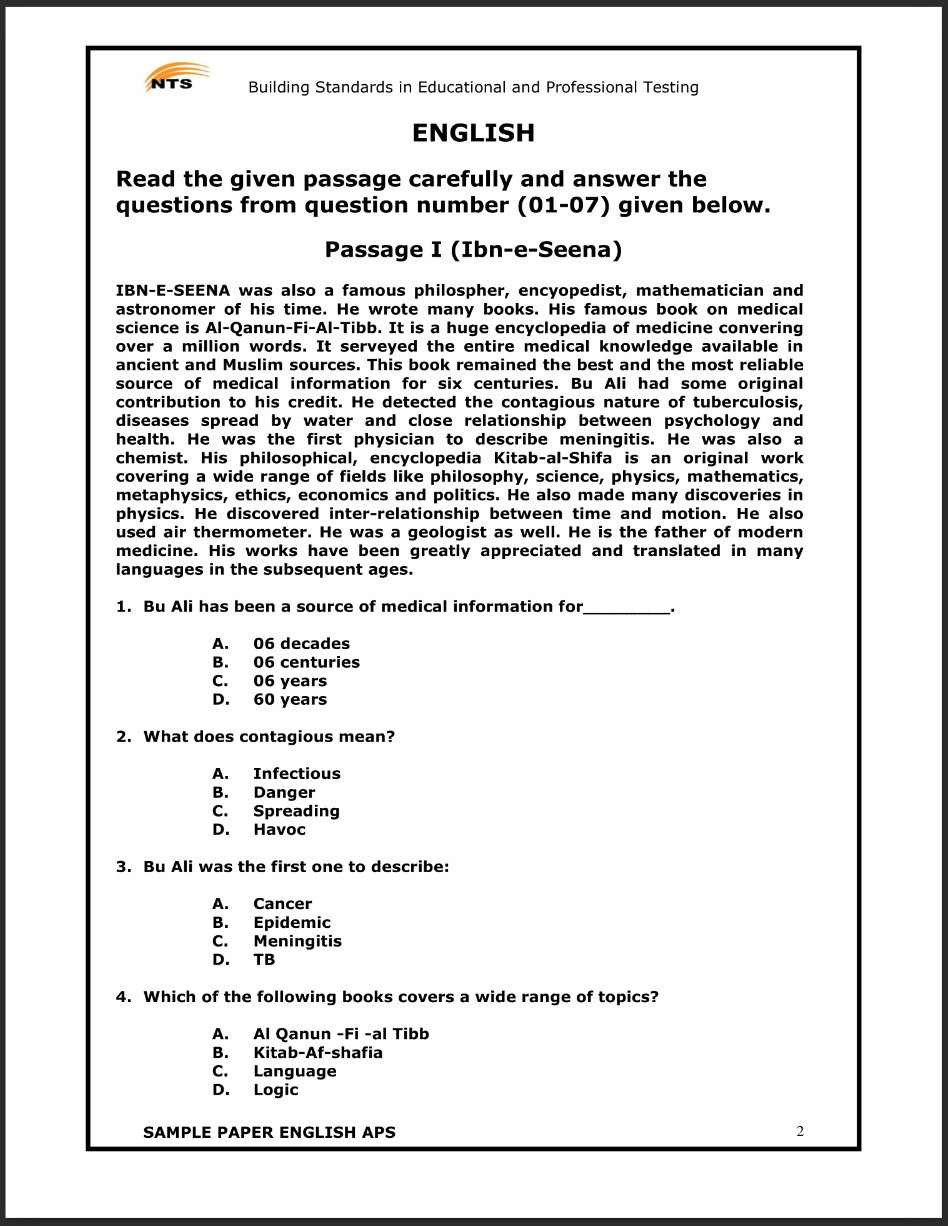 NTS
Building Standards in Educational and Professional Testing
ENGLISH
Read the given passage carefully and answer the
questions from question number (01-07) given below.
Passage I (Ibn-e-Seena)
IBN-E-SEENA was also a famous philospher, encyopedist, mathematician and
astronomer of his time. He wrote many books. His famous book on medical
science is Al-Qanun-Fi-Al-Tibb. It is a huge encyclopedia of medicine convering
over a million words. It serveyed the entire medical knowledge available in
ancient and Muslim sources. This book remained the best and the most reliable
source of medical information for six centuries. Bu Ali had some original
contribution to his credit. He detected the contagious nature of tuberculosis,
diseases spread by water and close relationship between psychology and
health. He was the first physician to describe meningitis. He was also a
chemist. His philosophical, encyclopedia Kitab-al-Shifa is an original work
covering a wide range of fields like philosophy, science, physics, mathematics,
metaphysics, ethics, economics and politics. He also made many discoveries in
physics. He discovered inter-relationship between time and motion. He also
used air thermometer. He was a geologist as well. He is the father of modern
medicine. His works have been greatly appreciated and translated in many
languages in the subsequent ages.
1. Bu Ali has been a source of medical information for________.
A. 06 decades
B. 06 centuries
C. 06 years
D. 60 years
2. What does contagious mean?
A. Infectious
B. Danger
C. Spreading
D. Havoc
3. Bu Ali was the first one to describe:
A. Cancer
B. Epidemic
C. Meningitis
D. TB
4. Which of the following books covers a wide range of topics?
A. Al Qanun -Fi -al Tibb
B. Kitab-Af-shafia
C. Language
D. Logic
SAMPLE PAPER ENGLISH APS 2